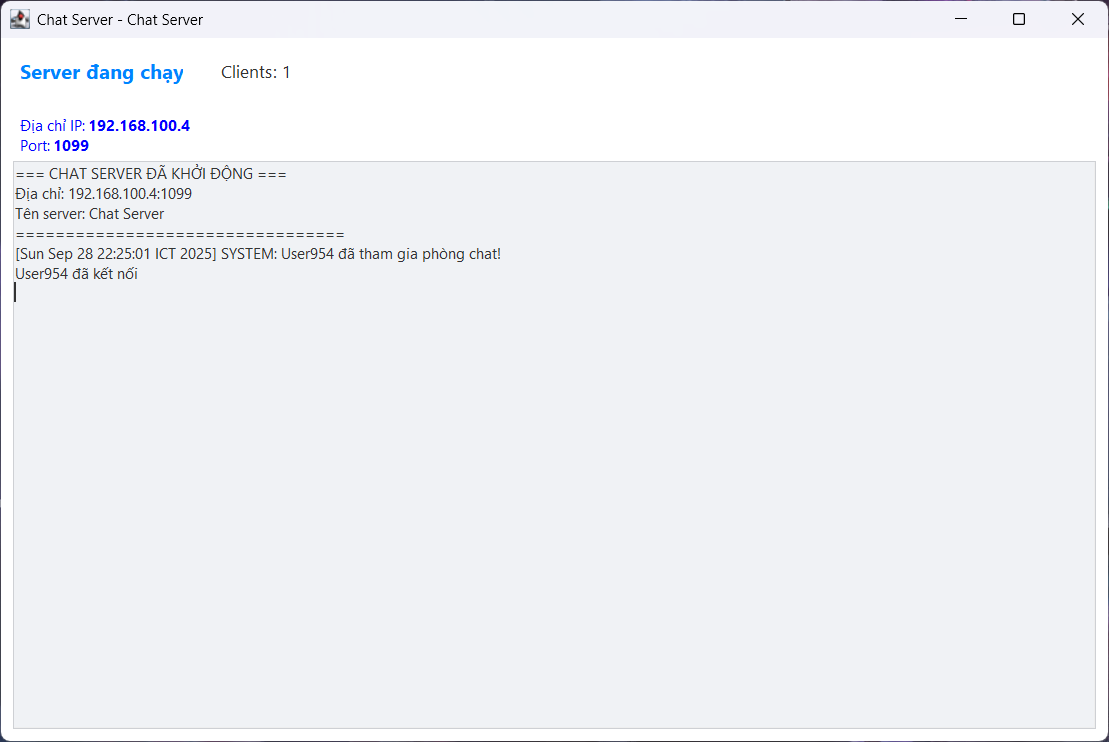 Chat Server - Chat Server
Server đang chạy Clients: 1
Địa chỉ IP: 192.168.100.4
Port: 1099
=== CHAT SERVER ĐÃ KHỞI ĐỘNG ===
Địa chỉ: 192.168.100.4:1099
Tên server: Chat Server
=================================
[Sun Sep 28 22:25:01 ICT 2025] SYSTEM: User954 đã tham gia phòng chat!
User954 đã kết nối